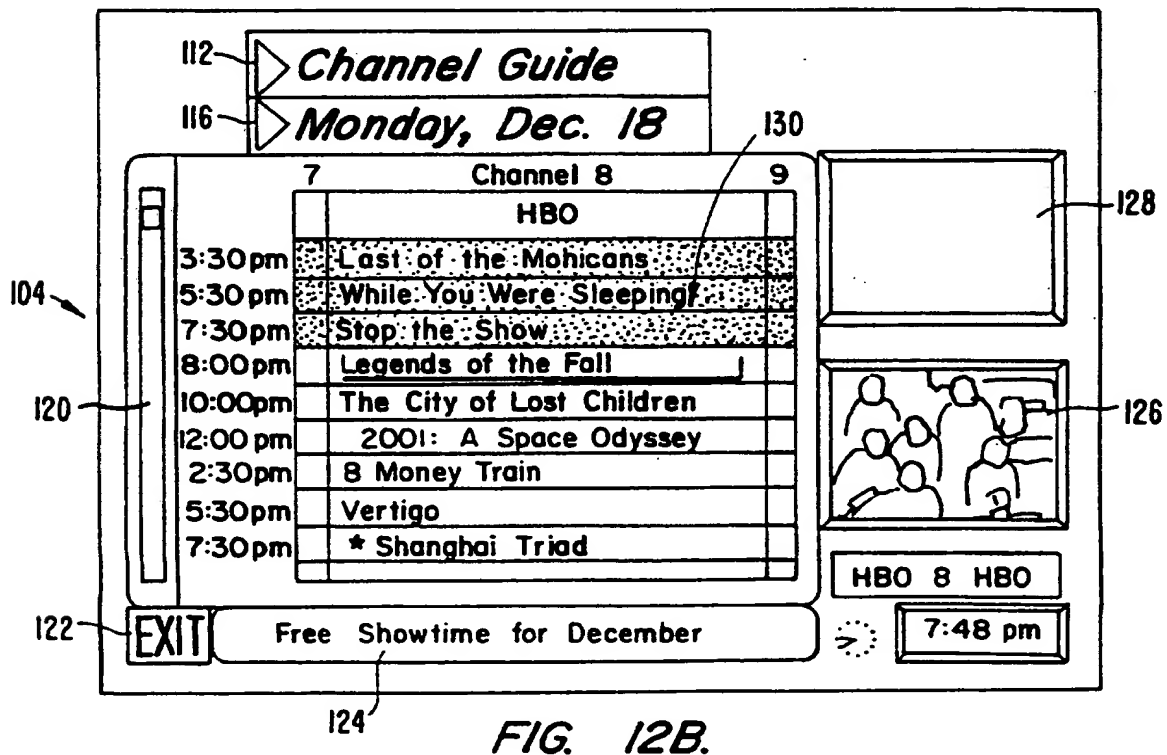 112
Channel Guide
116
Monday, Dec. 18
130
7 Channel 8 9
HBO
128
3:30pm Last of the Mohicans
104
5:30pm While You Were Sleeping
7:30pm Stop the Show
8:00pm Legends of the Fall
120
10:00pm The City of Lost Children
126
12:00 pm 2001: A Space Odyssey
2:30pm 8 Money Train
5:30pm Vertigo
7:30pm * Shanghai Triad
HBO 8 HBO
122
EXIT
Free Showtime for December
7:48 pm
124
FIG. 12B.